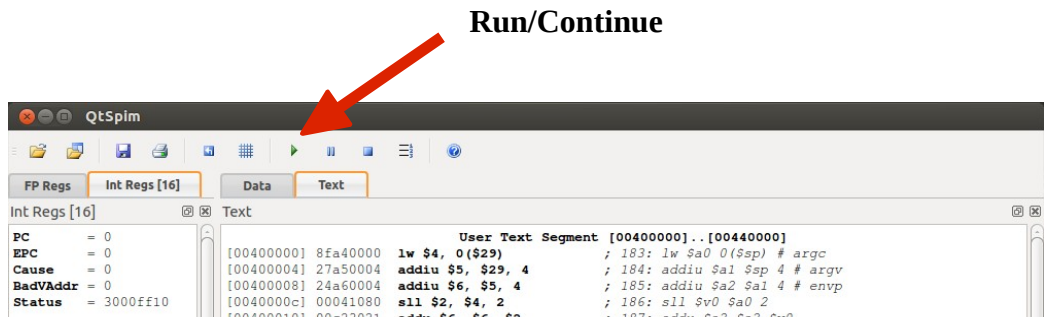 Run/Continue
QtSpim
FP Regs Int Regs [16] Data Text
Int Regs [16] Text
PC = 0
EPC = 0
Cause = 0
BadVAddr = 0
Status = 3000ff10
User Text Segment [00400000]..[00440000]
[00400000] 8fa40000 lw $4, 0($29) ; 183: lw $a0 0($sp) # argc
[00400004] 27a50004 addiu $5, $29, 4 ; 184: addiu $a1 $sp 4 # argv
[00400008] 24a60004 addiu $6, $5, 4 ; 185: addiu $a2 $a1 4 # envp
[0040000c] 00041080 sll $2, $4, 2 ; 186: sll $v0 $a0 2